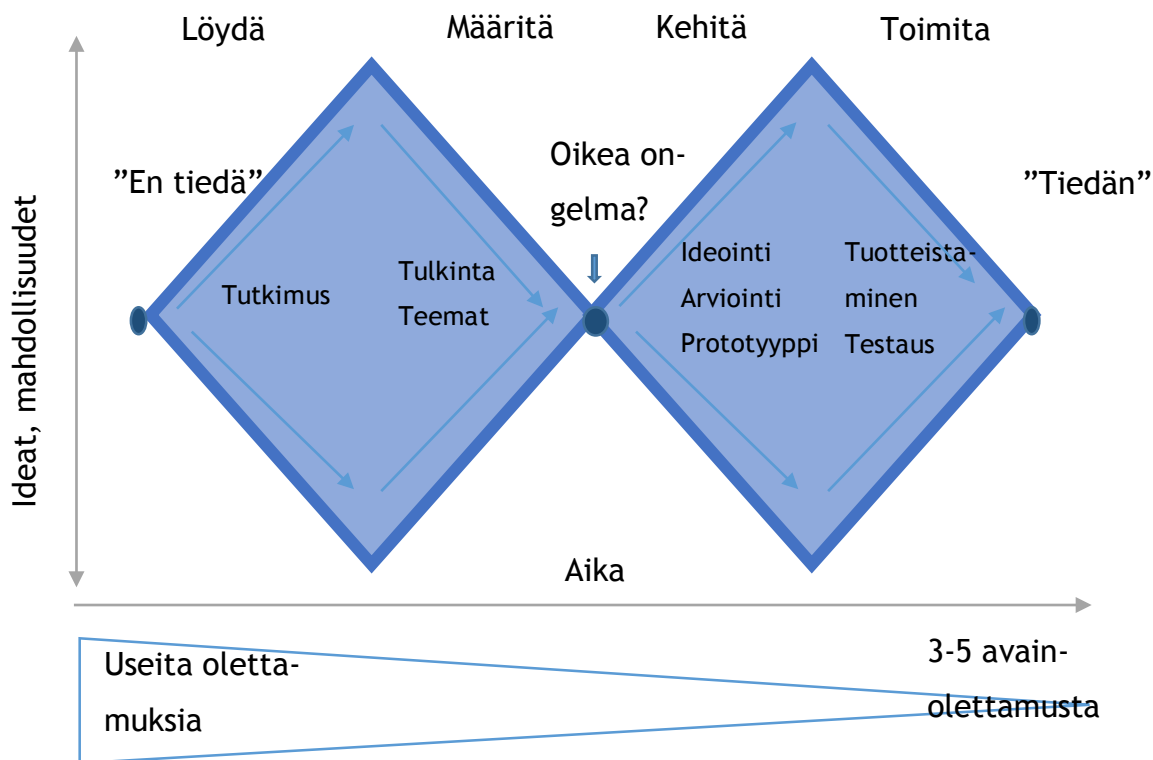 Löydä
Määritä
Kehitä
Toimita
Ideat, mahdollisuudet
”En tiedä”
Oikea on-
gelma?
”Tiedän”
Tutkimus
Tulkinta
Teemat
Ideointi
Arviointi
Prototyyppi
Tuotteista-
minen
Testaus
Aika
Useita oletta-
muksia
3-5 avain-
olettamusta